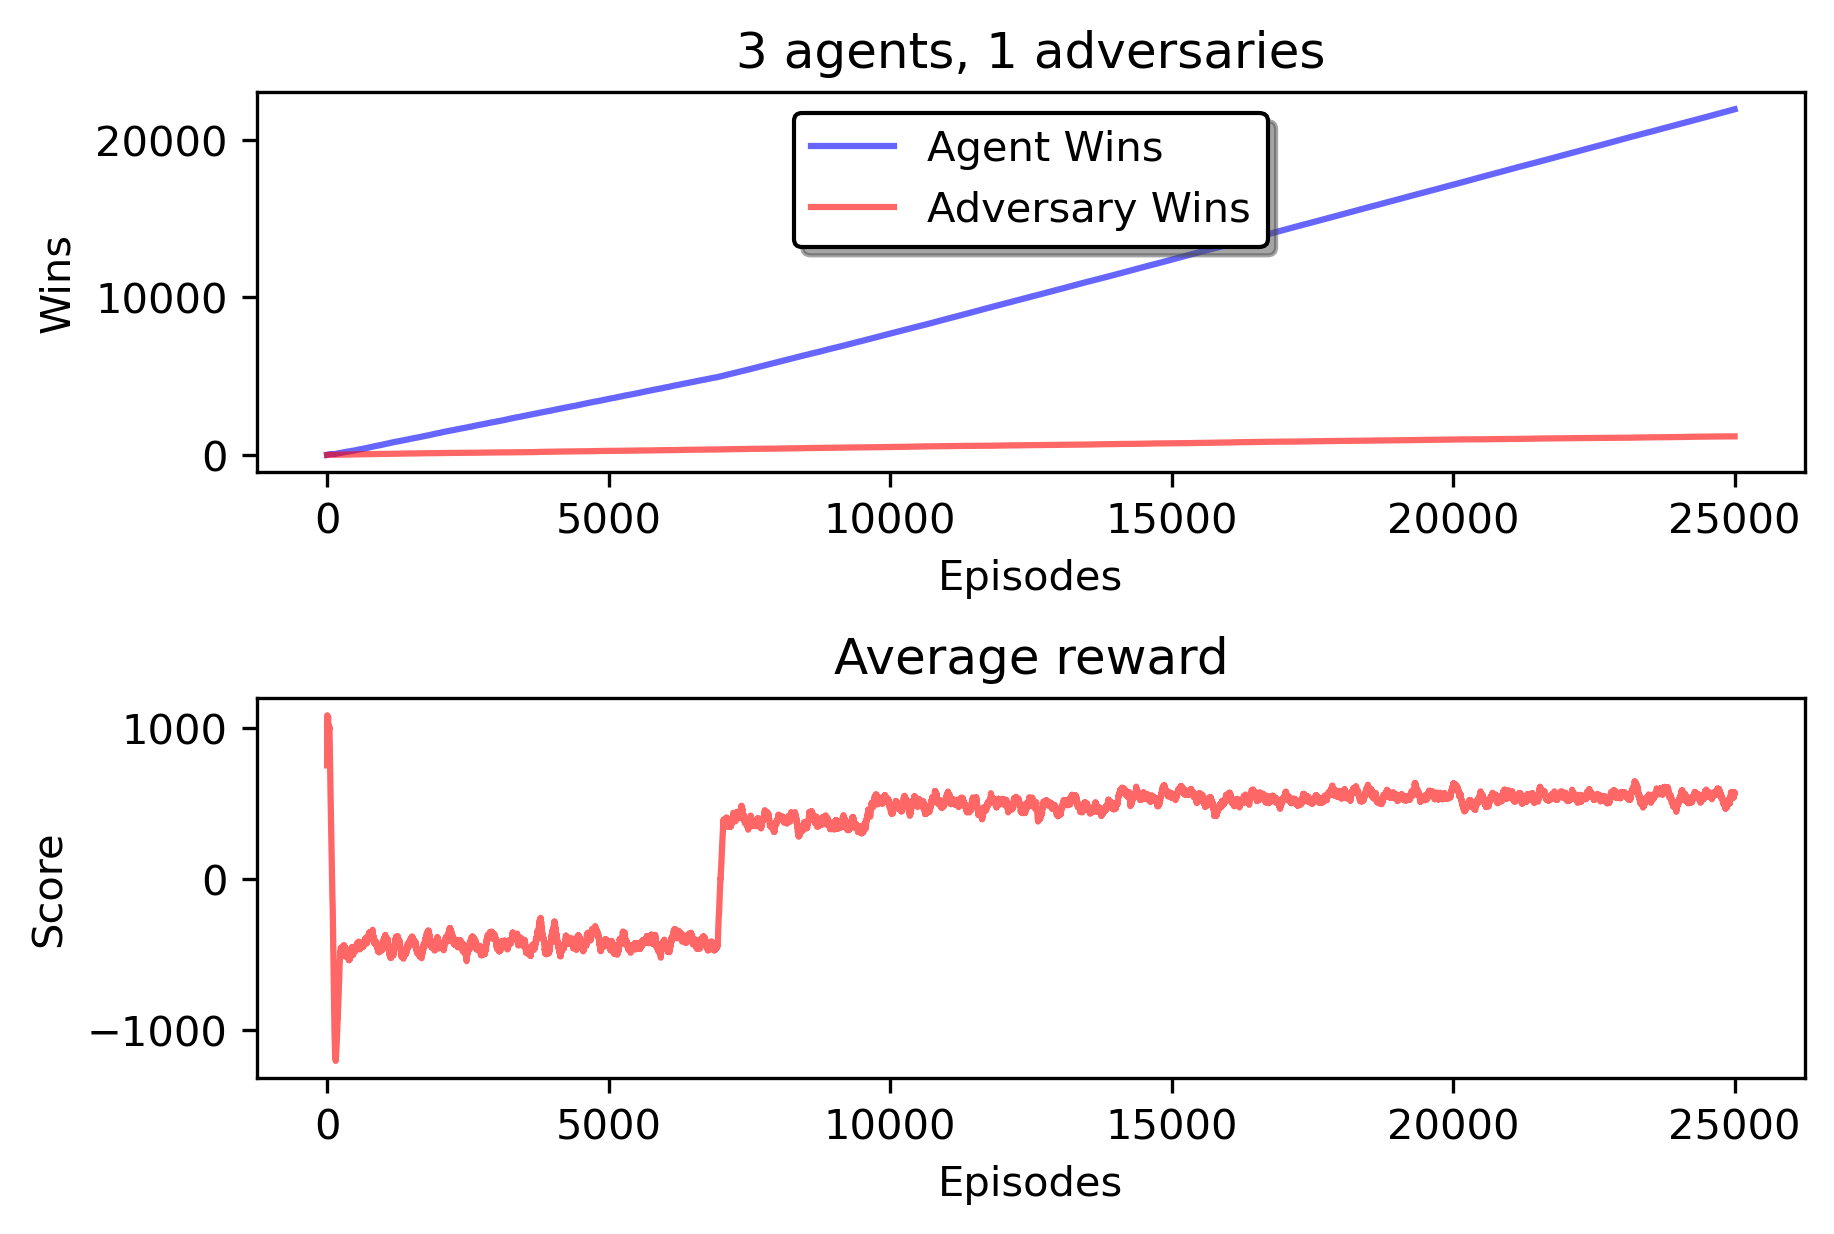 3 agents, 1 adversaries
Agent Wins
Adversary Wins
Wins
20000
10000
0
0 5000 10000 15000 20000 25000
Episodes
Average reward
Score
1000
0
−1000
0 5000 10000 15000 20000 25000
Episodes